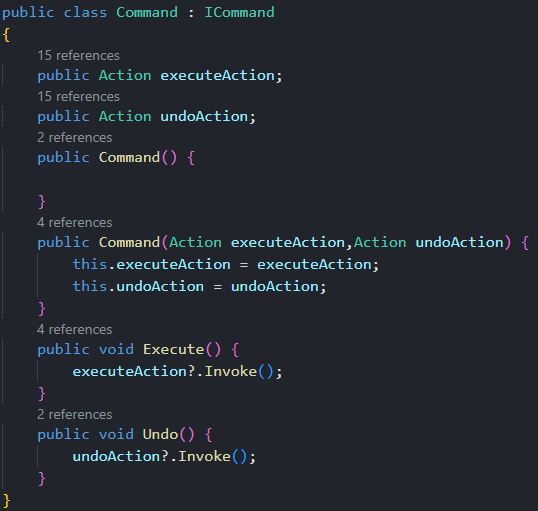 public class Command : ICommand
{
15 references
public Action executeAction;
15 references
public Action undoAction;
2 references
public Command() {
}
4 references
public Command(Action executeAction,Action undoAction) {
this.executeAction = executeAction;
this.undoAction = undoAction;
}
4 references
public void Execute() {
executeAction?.Invoke();
}
2 references
public void Undo() {
undoAction?.Invoke();
}
}